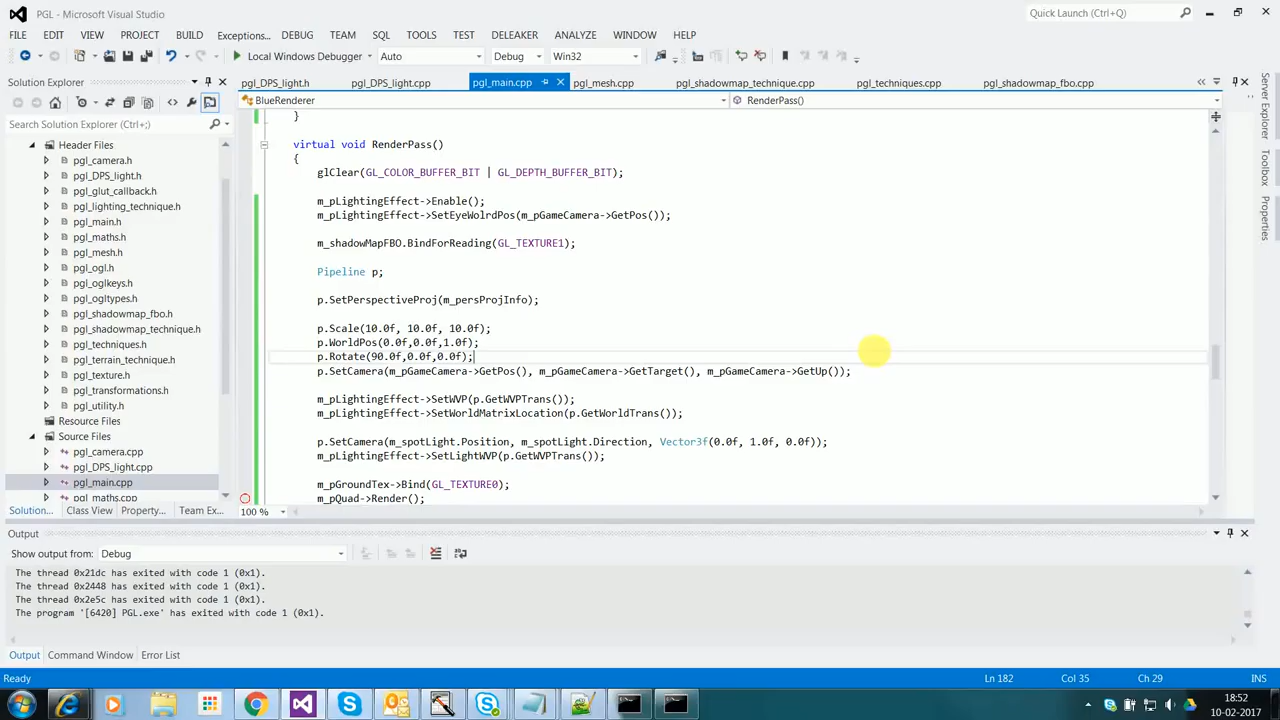 PGL - Microsoft Visual Studio
Quick Launch (Ctrl+Q)
FILE EDIT VIEW PROJECT BUILD Exceptions... DEBUG TEAM SQL TOOLS TEST DELEAKER ANALYZE WINDOW HELP
Local Windows Debugger Auto Debug Win32
Solution Explorer
pgl_DPS_light.h pgl_DPS_light.cpp pgl_main.cpp pgl_mesh.cpp pgl_shadowmap_technique.cpp pgl_techniques.cpp pgl_shadowmap_fbo.cpp
BlueRenderer RenderPass()
Search Solution Explorer (Ctrl+;)
Header Files
pgl_camera.h
pgl_DPS_light.h
pgl_glut_callback.h
pgl_lighting_technique.h
pgl_main.h
pgl_maths.h
pgl_mesh.h
pgl_ogl.h
pgl_oglkeys.h
pgl_ogltypes.h
pgl_shadowmap_fbo.h
pgl_shadowmap_technique.h
pgl_techniques.h
pgl_terrain_technique.h
pgl_texture.h
pgl_transformations.h
pgl_utility.h
Resource Files
Source Files
pgl_camera.cpp
pgl_DPS_light.cpp
pgl_main.cpp
pgl_maths.cpp
Solution... Class View Property... Team Ex...
}
virtual void RenderPass()
{
glClear(GL_COLOR_BUFFER_BIT | GL_DEPTH_BUFFER_BIT);
m_pLightingEffect->Enable();
m_pLightingEffect->SetEyeWolrdPos(m_pGameCamera->GetPos());
m_shadowMapFBO.BindForReading(GL_TEXTURE1);
Pipeline p;
p.SetPerspectiveProj(m_persProjInfo);
p.Scale(10.0f, 10.0f, 10.0f);
p.WorldPos(0.0f,0.0f,1.0f);
p.Rotate(90.0f,0.0f,0.0f);
p.SetCamera(m_pGameCamera->GetPos(), m_pGameCamera->GetTarget(), m_pGameCamera->GetUp());
m_pLightingEffect->SetWVP(p.GetWVPTrans());
m_pLightingEffect->SetWorldMatrixLocation(p.GetWorldTrans());
p.SetCamera(m_spotLight.Position, m_spotLight.Direction, Vector3f(0.0f, 1.0f, 0.0f));
m_pLightingEffect->SetLightWVP(p.GetWVPTrans());
m_pGroundTex->Bind(GL_TEXTURE0);
m_pQuad->Render();
100 %
Server Explorer
Toolbox
Properties
Output
Show output from: Debug
The thread 0x21dc has exited with code 1 (0x1).
The thread 0x2448 has exited with code 1 (0x1).
The thread 0x2e5c has exited with code 1 (0x1).
The program '[6420] PGL.exe' has exited with code 1 (0x1).
Output Command Window Error List
Ready Ln 182 Col 35 Ch 29 INS
18:52
10-02-2017